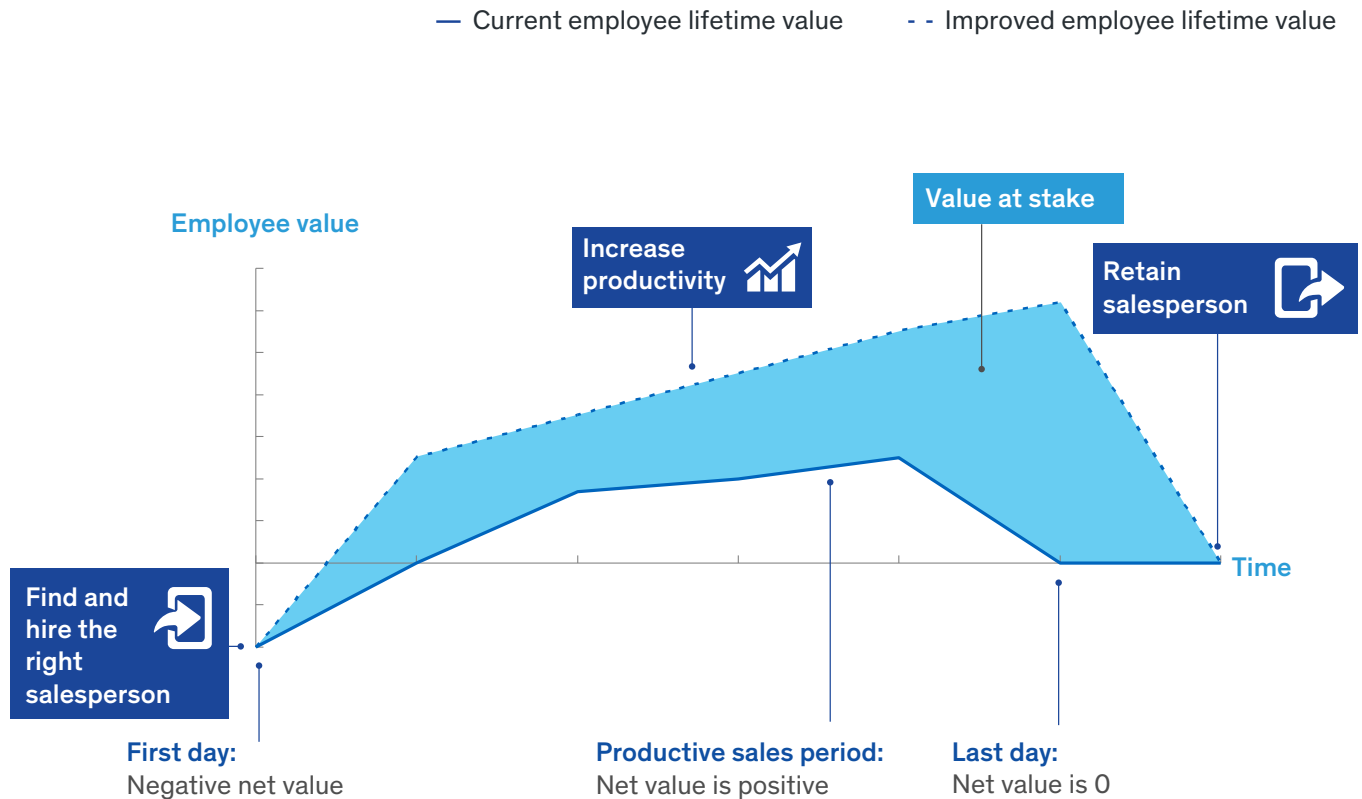 Current employee lifetime value
Improved employee lifetime value
Value at stake
Employee value
Increase
productivity
Retain
salesperson
Time
Find and
hire the
right
salesperson
First day:
Negative net value
Productive sales period:
Net value is positive
Last day:
Net value is 0